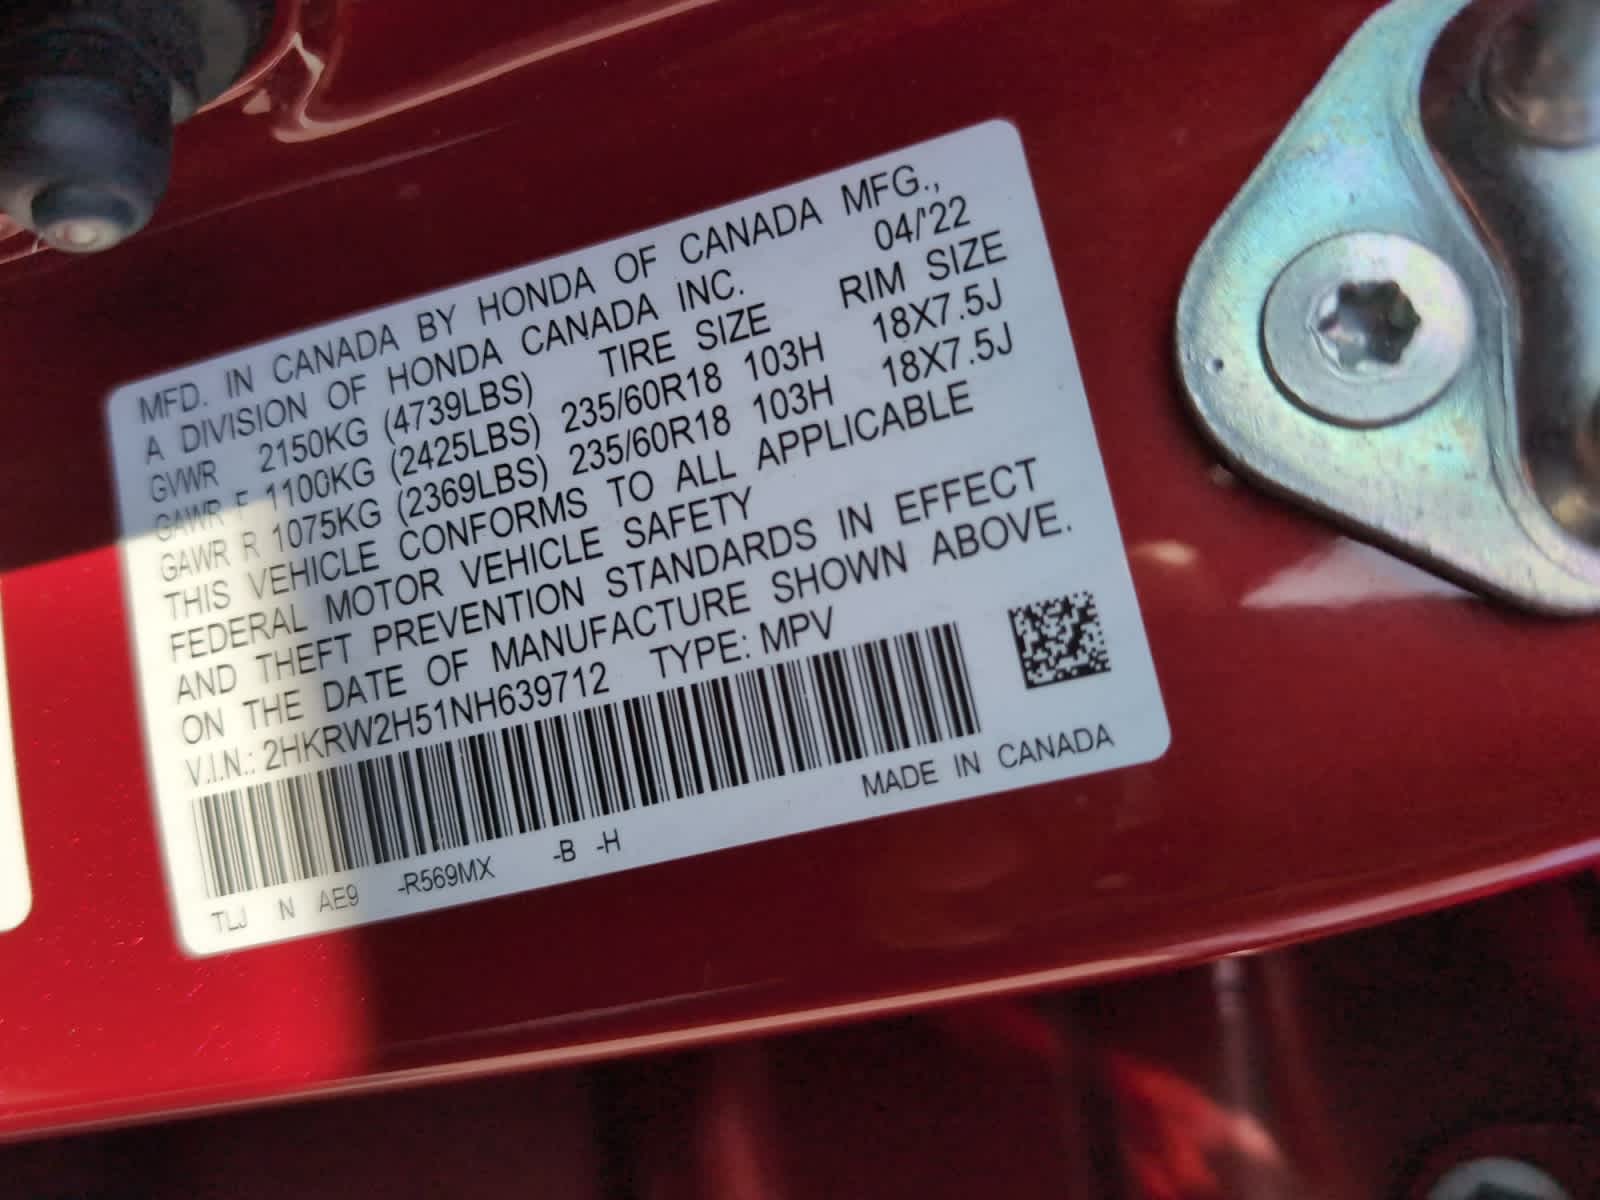 MFD. IN CANADA BY HONDA OF CANADA MFG.,
A DIVISION OF HONDA CANADA INC. 04/'22
GVWR 2150KG (4739LBS) TIRE SIZE RIM SIZE
GAWR F 1100KG (2425LBS) 235/60R18 103H 18X7.5J
GAWR R 1075KG (2369LBS) 235/60R18 103H 18X7.5J
THIS VEHICLE CONFORMS TO ALL APPLICABLE
FEDERAL MOTOR VEHICLE SAFETY
AND THEFT PREVENTION STANDARDS IN EFFECT
ON THE DATE OF MANUFACTURE SHOWN ABOVE.
V.I.N.: 2HKRW2H51NH639712 TYPE: MPV
MADE IN CANADA
TLJ N AE9 -R569MX -B -H